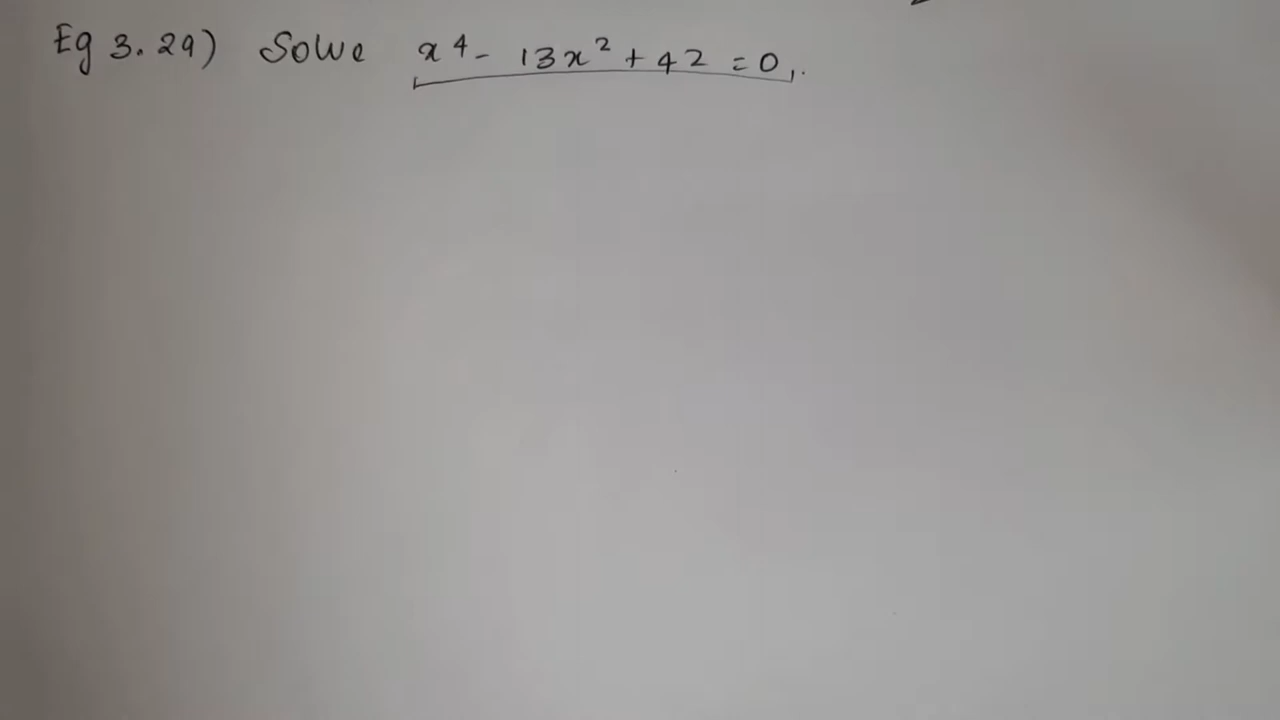 Eg 3.29) Solve x⁴- 13x² + 42 = 0,.